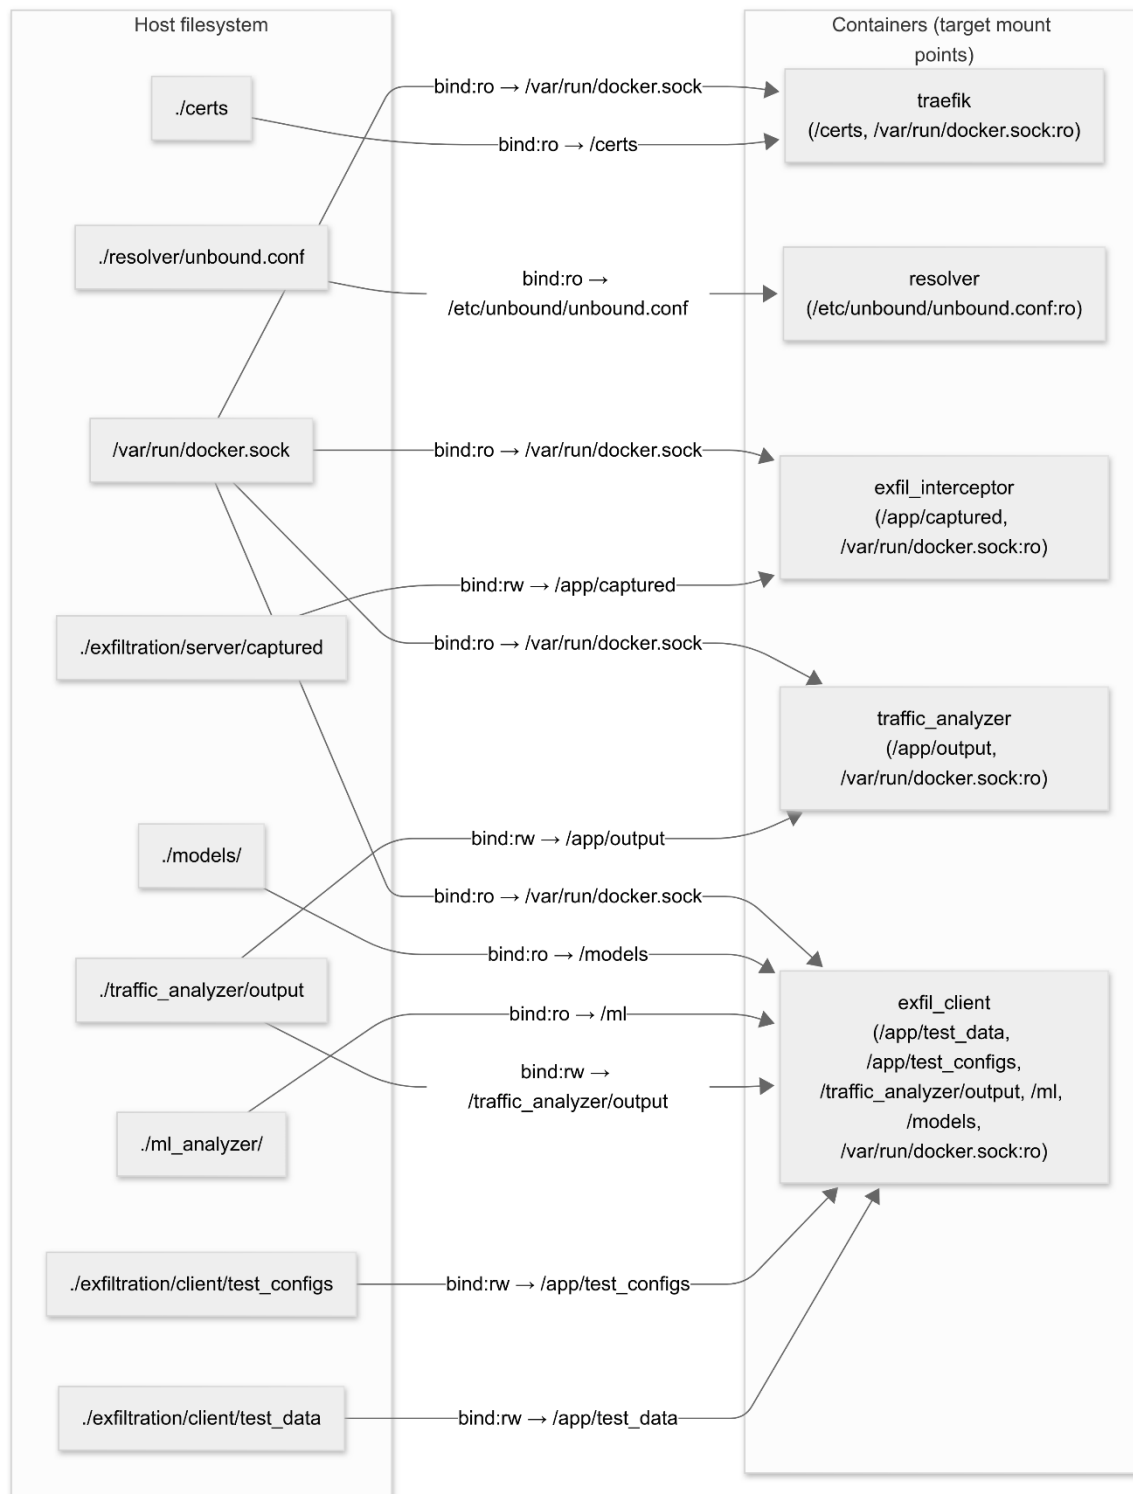 Host filesystem
./certs
./resolver/unbound.conf
/var/run/docker.sock
./exfiltration/server/captured
./models/
./traffic_analyzer/output
./ml_analyzer/
./exfiltration/client/test_configs
./exfiltration/client/test_data
bind:ro → /var/run/docker.sock
bind:ro → /certs
bind:ro →
/etc/unbound/unbound.conf
bind:ro → /var/run/docker.sock
bind:rw → /app/captured
bind:ro → /var/run/docker.sock
bind:rw → /app/output
bind:ro → /var/run/docker.sock
bind:ro → /models
bind:ro → /ml
bind:rw →
/traffic_analyzer/output
bind:rw → /app/test_configs
bind:rw → /app/test_data
Containers (target mount
points)
traefik
(/certs, /var/run/docker.sock:ro)
resolver
(/etc/unbound/unbound.conf:ro)
exfil_interceptor
(/app/captured,
/var/run/docker.sock:ro)
traffic_analyzer
(/app/output,
/var/run/docker.sock:ro)
exfil_client
(/app/test_data,
/app/test_configs,
/traffic_analyzer/output, /ml,
/models,
/var/run/docker.sock:ro)